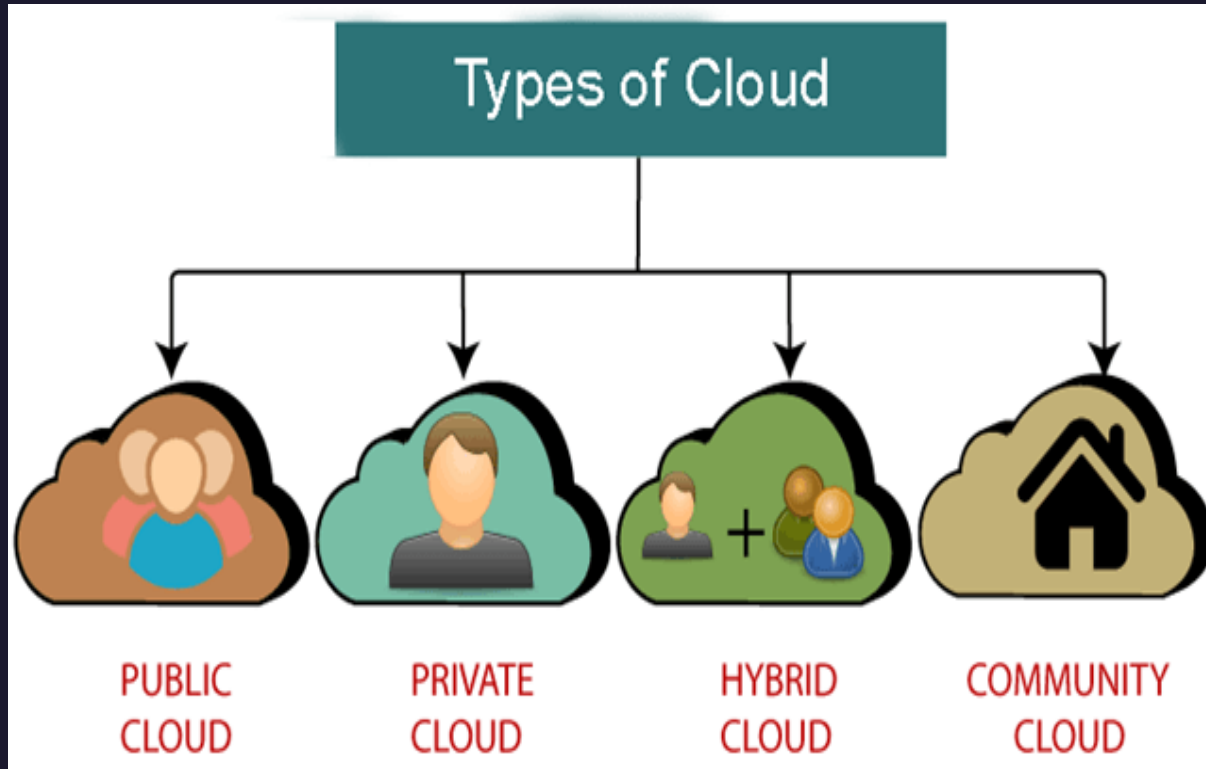 Types of Cloud
PUBLIC
CLOUD
PRIVATE
CLOUD
HYBRID
CLOUD
COMMUNITY
CLOUD